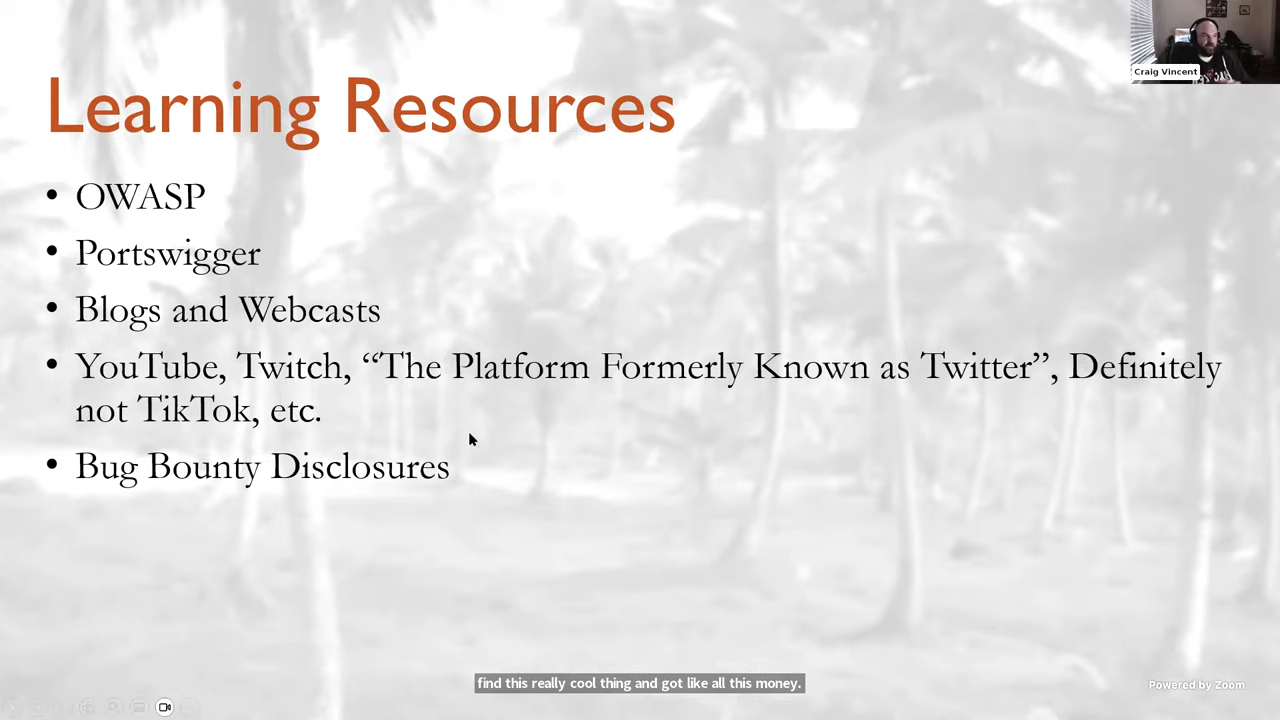 Craig Vincent
Learning Resources
• OWASP
• Portswigger
• Blogs and Webcasts
• YouTube, Twitch, “The Platform Formerly Known as Twitter”, Definitely
not TikTok, etc.
• Bug Bounty Disclosures
find this really cool thing and got like all this money.
Powered by Zoom